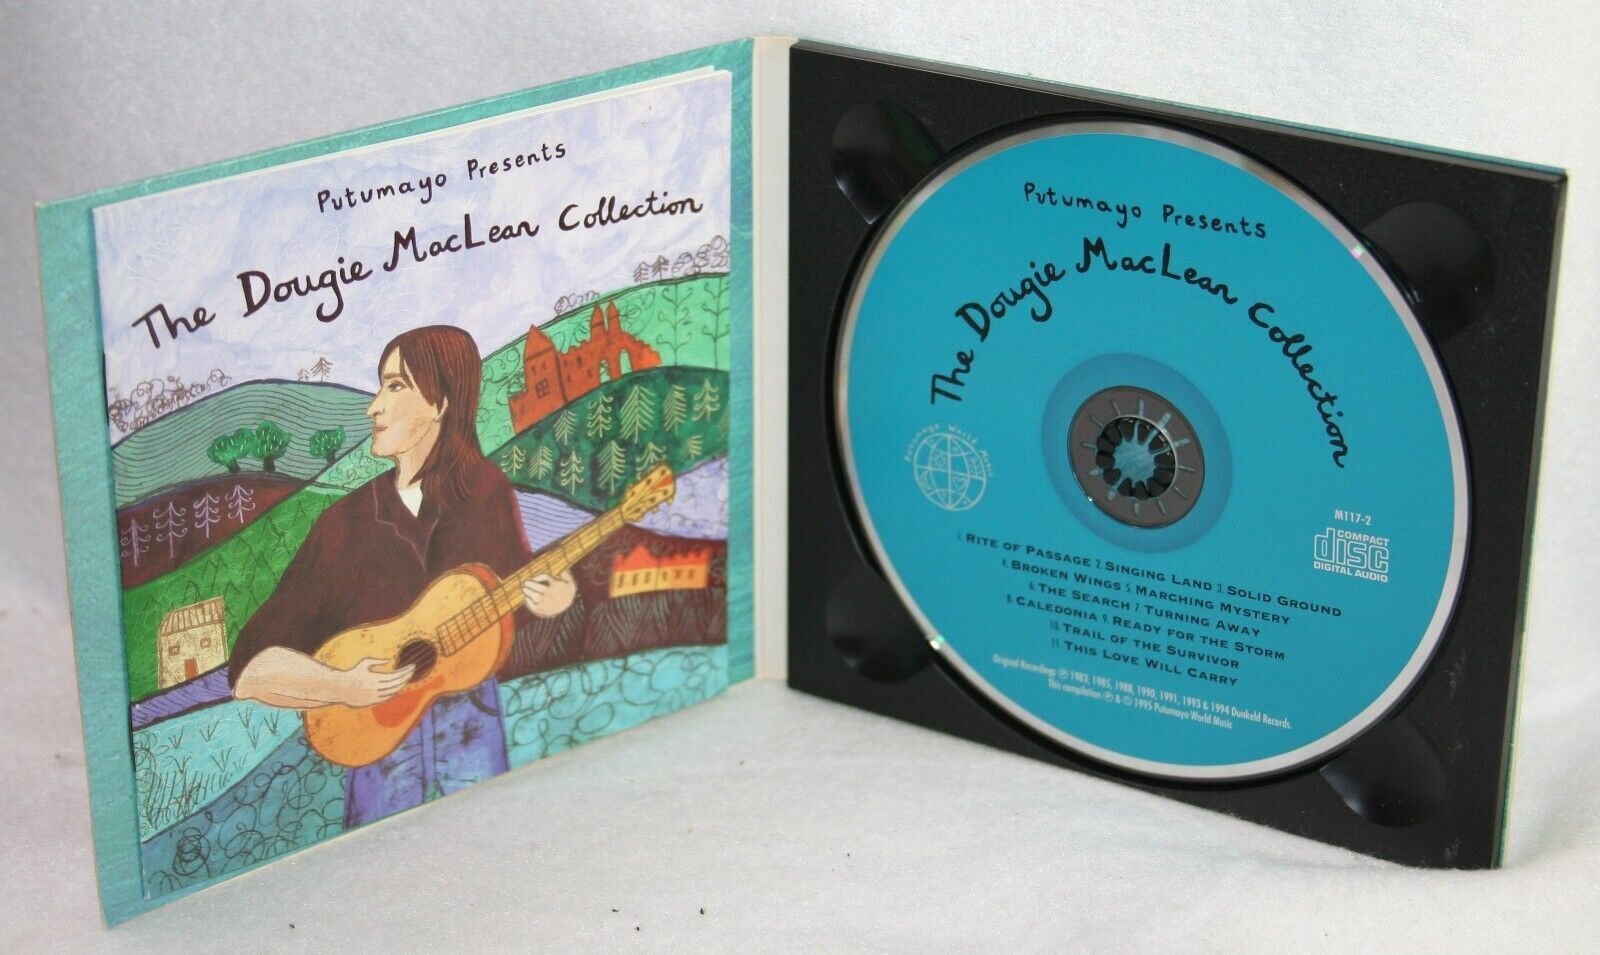 Putumayo Presents
The Dougie MacLean Collection
Putumayo Presents
The Dougie MacLean Collection
Putumayo World Music
M117-2
COMPACT
disc
DIGITAL AUDIO
1. RITE OF PASSAGE 2. SINGING LAND 3. SOLID GROUND
4. BROKEN WINGS 5. MARCHING MYSTERY
6. THE SEARCH 7. TURNING AWAY
8. CALEDONIA 9. READY FOR THE STORM
10. TRAIL OF THE SURVIVOR
11. THIS LOVE WILL CARRY
Original Recordings ℗ 1983, 1985, 1988, 1990, 1991, 1993 & 1994 Dunkeld Records.
This compilation ℗ & © 1995 Putumayo World Music